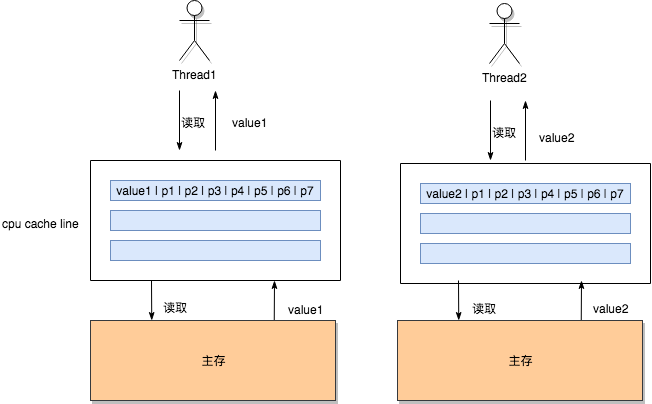 Thread1
Thread2
读取
value1
读取
value2
value1 | p1 | p2 | p3 | p4 | p5 | p6 | p7
value2 | p1 | p2 | p3 | p4 | p5 | p6 | p7
cpu cache line
读取
value1
读取
value2
主存
主存